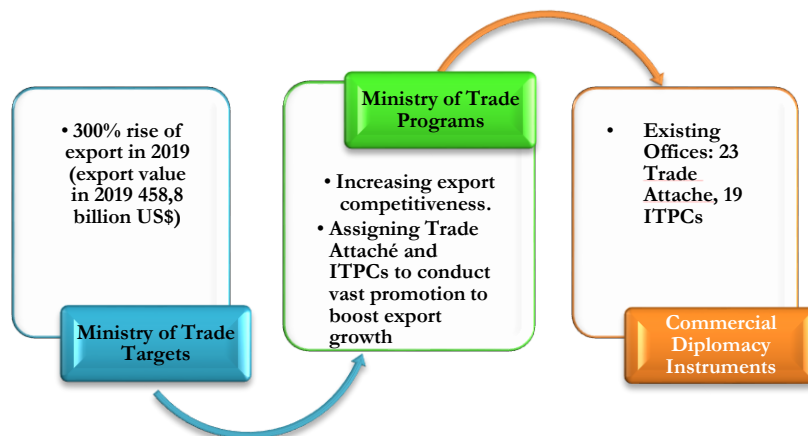 • 300% rise of
export in 2019
(export value
in 2019 458,8
billion US$)
Ministry of Trade
Targets
Ministry of Trade
Programs
• Increasing export
competitiveness.
• Assigning Trade
Attaché and
ITPCs to conduct
vast promotion to
boost export
growth
• Existing
Offices: 23
Trade
Attache, 19
ITPCs
Commercial
Diplomacy
Instruments